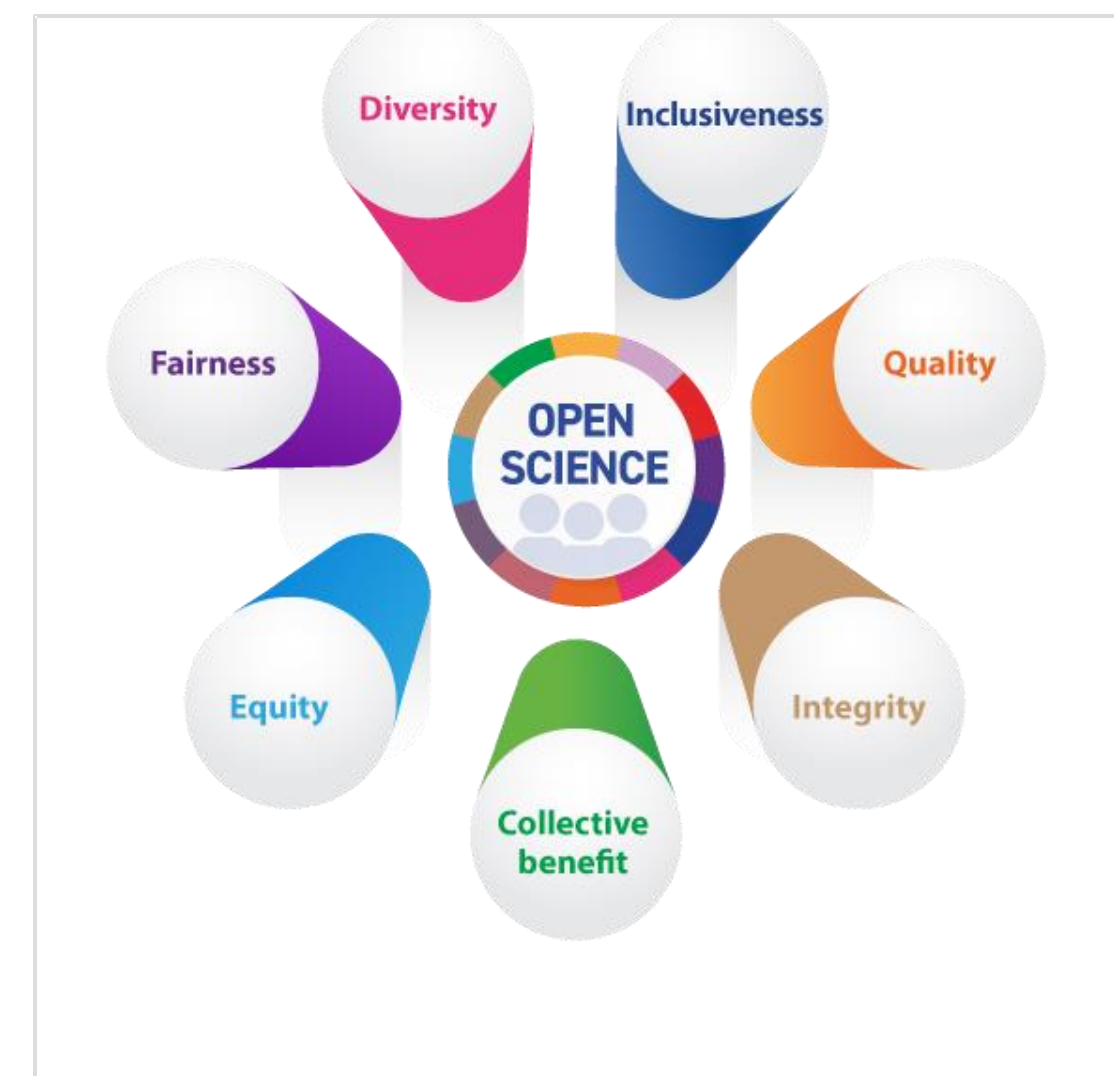 Diversity
Inclusiveness
Fairness
Quality
OPEN
SCIENCE
Equity
Integrity
Collective
benefit